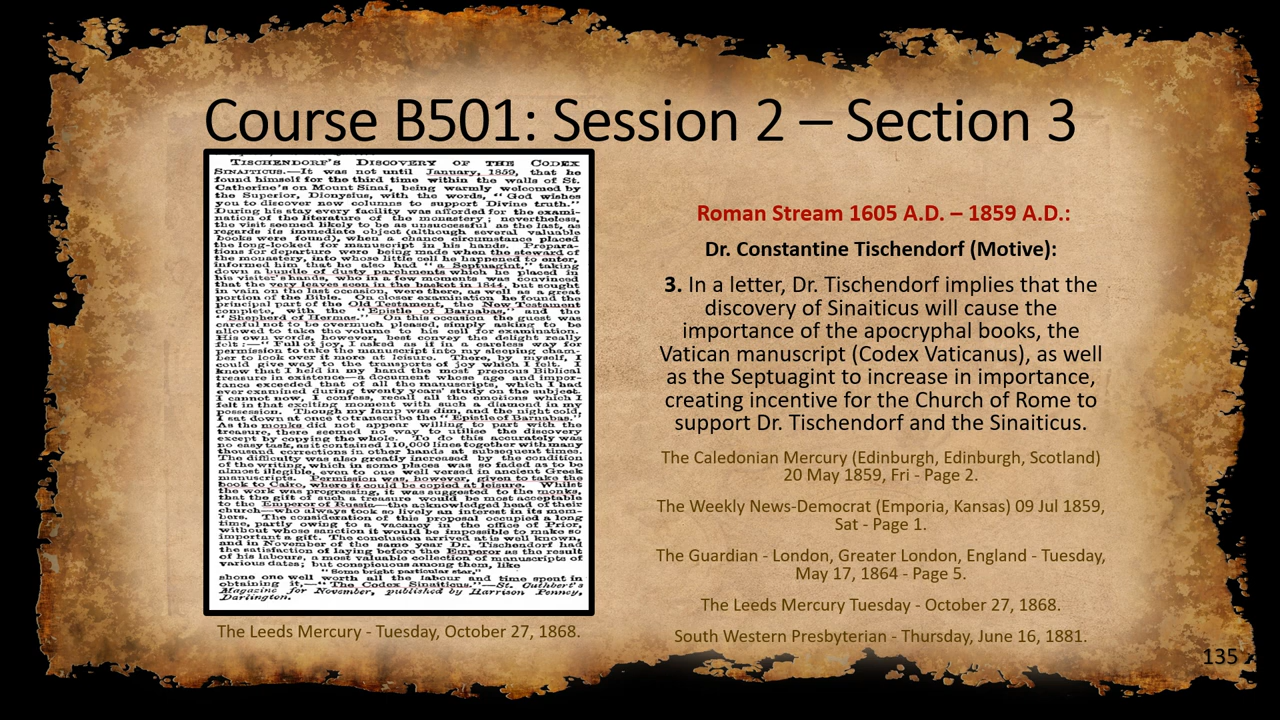 Course B501: Session 2 – Section 3
TISCHENDORF'S DISCOVERY OF THE CODEX
SINAITICUS.—It was not until January, 1859, that he
found himself for the third time within the walls of St.
Catherine's on Mount Sinai, being warmly welcomed by
the Superior, Dionysius, with the words, "God wishes
you to discover new columns to support Divine truth."
During his stay every facility was afforded for the exami-
nation of the literature of the monastery; nevertheless,
the visit seemed likely to be as unsuccessful as the last, as
regards its immediate object (although several valuable
books were found), when a chance circumstance placed
the long-looked for manuscript in his hands. Prepara-
tions for departure were being made when the steward of
the monastery, into whose little cell he happened to enter,
informed him that he also had "a Septuagint," taking
down a bundle of dusty parchments which he placed in
his visiter's hands, who in a few moments was convinced
that the very leaves seen in the basket in 1844, but sought
in vain on the last occasion, were there, as well as a great
portion of the Bible. On closer examination he found the
principal part of the Old Testament, the New Testament
complete, with the "Epistle of Barnabas," and the
"Shepherd of Hermas." On this occasion the guest was
careful not to be overmuch pleased, simply asking to be
allowed to take the volume to his cell for examination.
His own words, however, best convey the delight really
felt:—"Full of joy, I asked as if in a careless way for
permission to take the manuscript into my sleeping cham-
ber to look over it more at leisure. There, by myself, I
could give way to the transports of joy which I felt. I
knew that I held in my hand the most precious Biblical
treasure in existence—a document whose age and impor-
tance exceeded that of all the manuscripts, which I had
ever examined during twenty years' study on the subject.
I cannot now, I confess, recall all the emotions which I
felt in that exciting moment with such a diamond in my
possession. Though my lamp was dim, and the night cold,
I sat down at once to transcribe the "Epistle of Barnabas."
As the monks did not appear willing to part with the
treasure, there seemed no way to utilise the discovery
except by copying the whole. To do this accurately was
no easy task, as it contained 110,000 lines together with many
thousand corrections in other hands at subsequent times.
The difficulty was also greatly increased by the condition
of the writing, which in some places was so faded as to be
almost illegible, even to one well versed in ancient Greek
manuscripts. Permission was, however, given to take the
book to Cairo, where it could be copied at leisure. Whilst
the work was progressing, it was suggested to the monks,
that the gift of such a treasure would be most acceptable
to the Emperor of Russia—the acknowledged head of their
church—who always took so lively an interest in its mem-
bers. The consideration of this proposal occupied a long
time, partly owing to a vacancy in the office of Prior,
without whose sanction it would be impossible to make so
important a gift. The conclusion arrived at is well known,
and in November of the same year Dr. Tischendorf had
the satisfaction of laying before the Emperor as the result
of his labours, a most valuable collection of manuscripts of
various dates; but conspicuous among them, like
"Some bright particular star,"
shone one well worth all the labour and time spent in
obtaining it,—"The Codex Sinaiticus."—St. Cuthbert's
Magazine for November, published by Harrison Penney,
Darlington.
The Leeds Mercury - Tuesday, October 27, 1868.
Roman Stream 1605 A.D. – 1859 A.D.:
Dr. Constantine Tischendorf (Motive):
3. In a letter, Dr. Tischendorf implies that the
discovery of Sinaiticus will cause the
importance of the apocryphal books, the
Vatican manuscript (Codex Vaticanus), as well
as the Septuagint to increase in importance,
creating incentive for the Church of Rome to
support Dr. Tischendorf and the Sinaiticus.
The Caledonian Mercury (Edinburgh, Edinburgh, Scotland)
20 May 1859, Fri - Page 2.
The Weekly News-Democrat (Emporia, Kansas) 09 Jul 1859,
Sat - Page 1.
The Guardian - London, Greater London, England - Tuesday,
May 17, 1864 - Page 5.
The Leeds Mercury Tuesday - October 27, 1868.
South Western Presbyterian - Thursday, June 16, 1881.
135